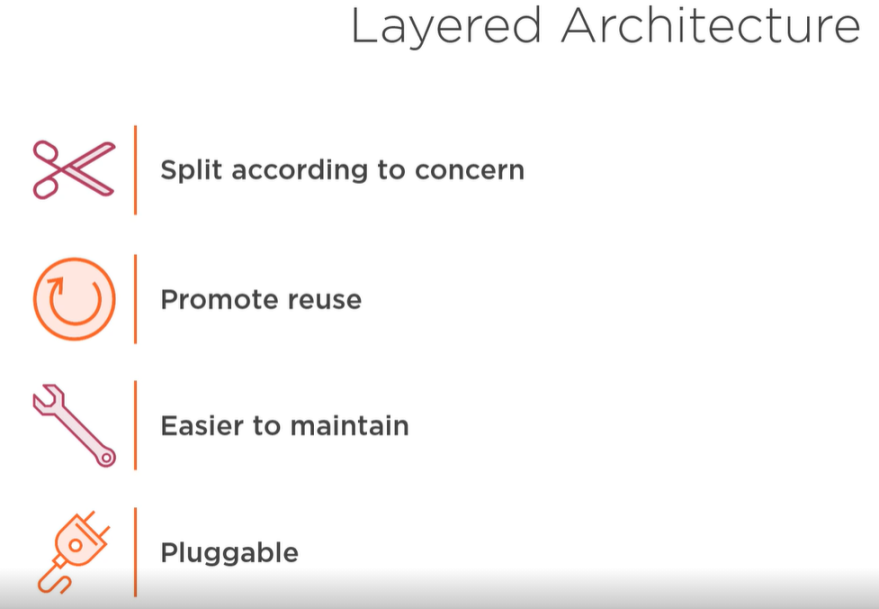 Layered Architecture
Split according to concern
Promote reuse
Easier to maintain
Pluggable